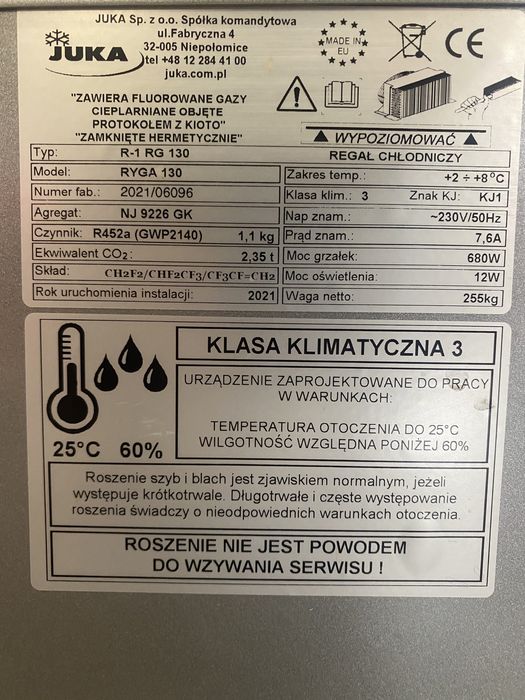 JUKA Sp. z o.o. Spółka komandytowa
ul.Fabryczna 4
32-005 Niepołomice
tel +48 12 284 41 00
juka.com.pl
JUKA
MADE IN
EU
CE
"ZAWIERA FLUOROWANE GAZY
CIEPLARNIANE OBJĘTE
PROTOKOŁEM Z KIOTO"
"ZAMKNIĘTE HERMETYCZNIE"
WYPOZIOMOWAĆ
Typ: R-1 RG 130 REGAŁ CHŁODNICZY
Model: RYGA 130 Zakres temp.: +2 ÷ +8°C
Numer fab.: 2021/06096 Klasa klim.: 3 Znak KJ: KJ1
Agregat: NJ 9226 GK Nap znam.: ~230V/50Hz
Czynnik: R452a (GWP2140) 1,1 kg Prąd znam.: 7,6A
Ekwiwalent CO2: 2,35 t Moc grzałek: 680W
Skład: CH2F2/CHF2CF3/CF3CF=CH2 Moc oświetlenia: 12W
Rok uruchomienia instalacji: 2021 Waga netto: 255kg
KLASA KLIMATYCZNA 3
URZĄDZENIE ZAPROJEKTOWANE DO PRACY
W WARUNKACH:
TEMPERATURA OTOCZENIA DO 25°C
WILGOTNOŚĆ WZGLĘDNA PONIŻEJ 60%
25°C 60%
Roszenie szyb i blach jest zjawiskiem normalnym, jeżeli
występuje krótkotrwale. Długotrwałe i częste występowanie
roszenia świadczy o nieodpowiednich warunkach otoczenia.
ROSZENIE NIE JEST POWODEM
DO WZYWANIA SERWISU !